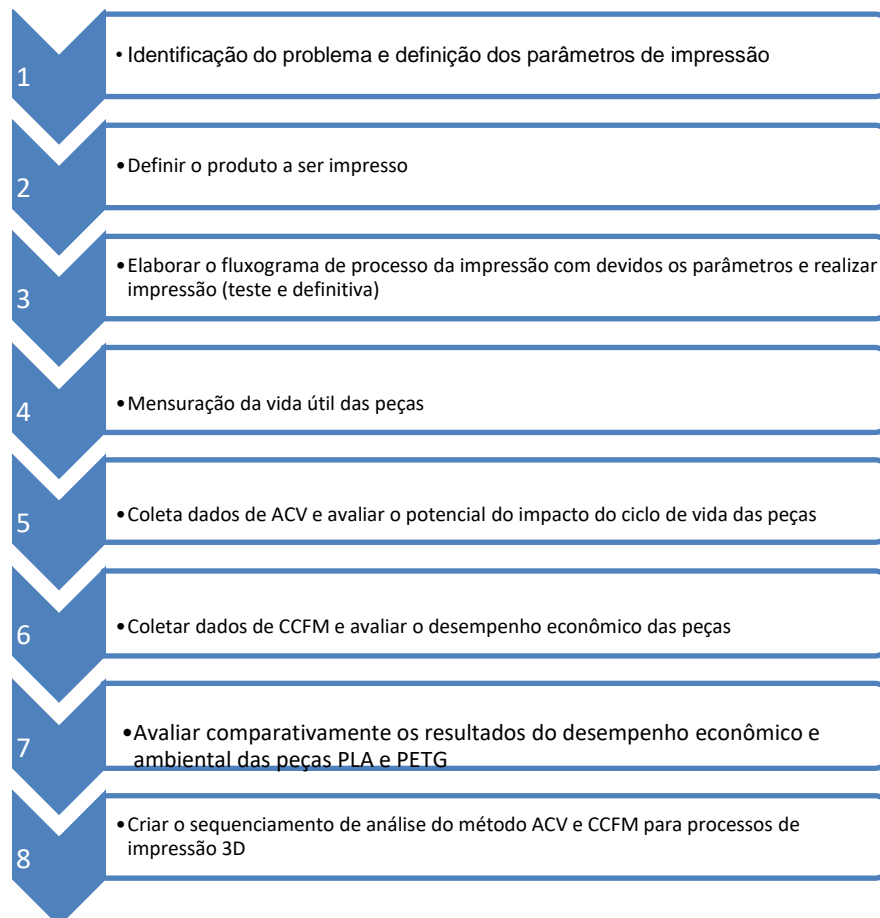 1
• Identificação do problema e definição dos parâmetros de impressão
2
•Definir o produto a ser impresso
3
•Elaborar o fluxograma de processo da impressão com devidos os parâmetros e realizar
impressão (teste e definitiva)
4
•Mensuração da vida útil das peças
5
•Coleta dados de ACV e avaliar o potencial do impacto do ciclo de vida das peças
6
•Coletar dados de CCFM e avaliar o desempenho econômico das peças
7
•Avaliar comparativamente os resultados do desempenho econômico e
ambiental das peças PLA e PETG
8
•Criar o sequenciamento de análise do método ACV e CCFM para processos de
impressão 3D